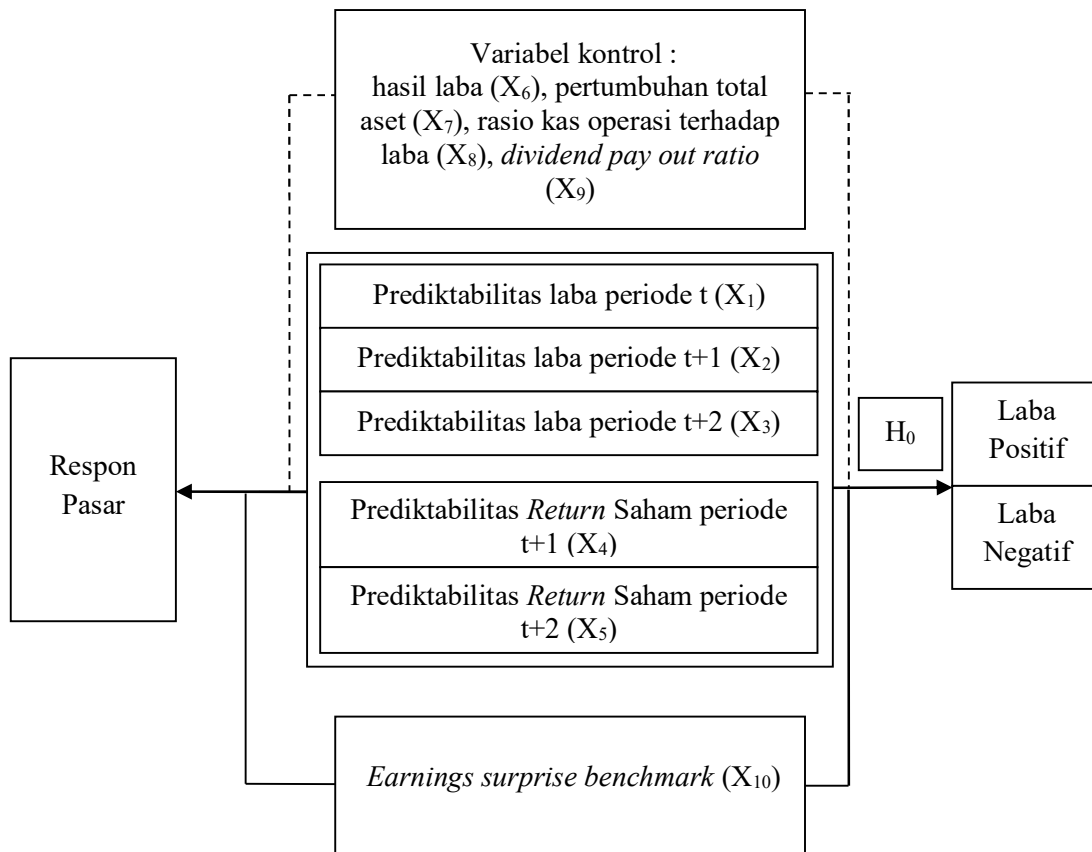 Variabel kontrol :
hasil laba (X₆), pertumbuhan total
aset (X₇), rasio kas operasi terhadap
laba (X₈), dividend pay out ratio
(X₉)
Prediktabilitas laba periode t (X₁)
Prediktabilitas laba periode t+1 (X₂)
Prediktabilitas laba periode t+2 (X₃)
Prediktabilitas Return Saham periode
t+1 (X₄)
Prediktabilitas Return Saham periode
t+2 (X₅)
Respon
Pasar
H₀
Laba
Positif
Laba
Negatif
Earnings surprise benchmark (X₁₀)